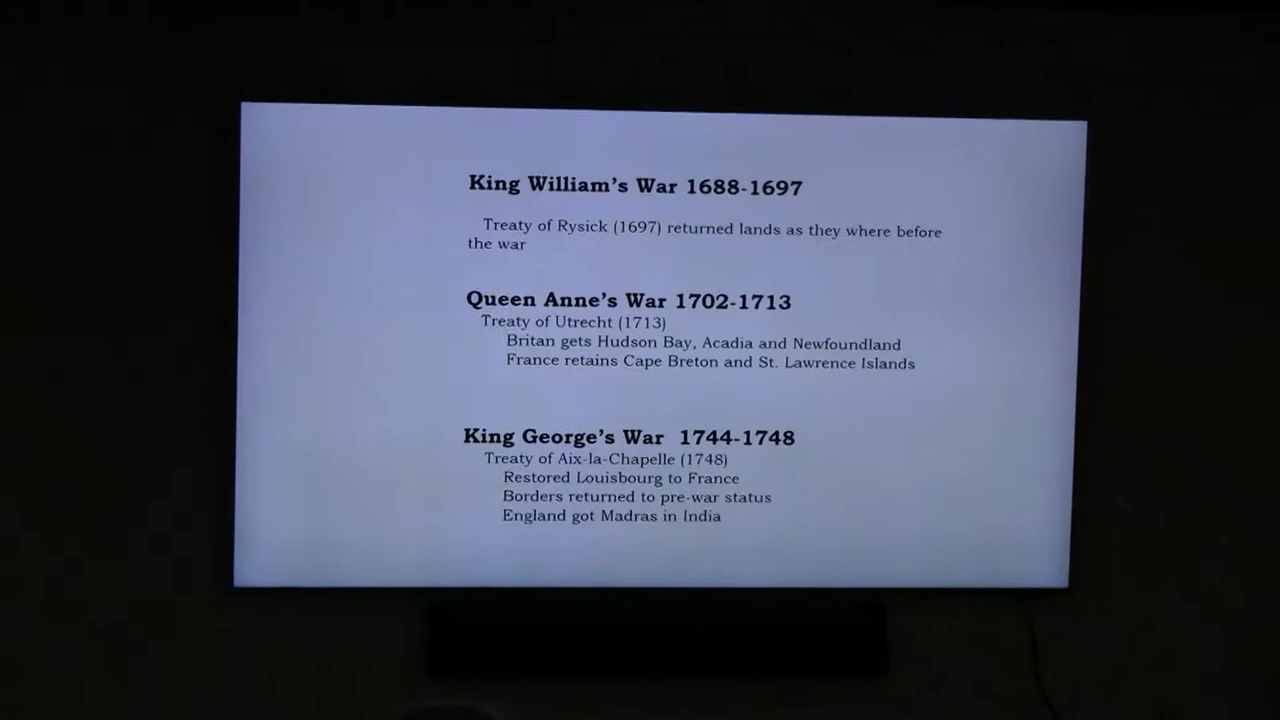 King William's War 1688-1697
Treaty of Rysick (1697) returned lands as they where before
the war
Queen Anne's War 1702-1713
Treaty of Utrecht (1713)
Britan gets Hudson Bay, Acadia and Newfoundland
France retains Cape Breton and St. Lawrence Islands
King George's War 1744-1748
Treaty of Aix-la-Chapelle (1748)
Restored Louisbourg to France
Borders returned to pre-war status
England got Madras in India